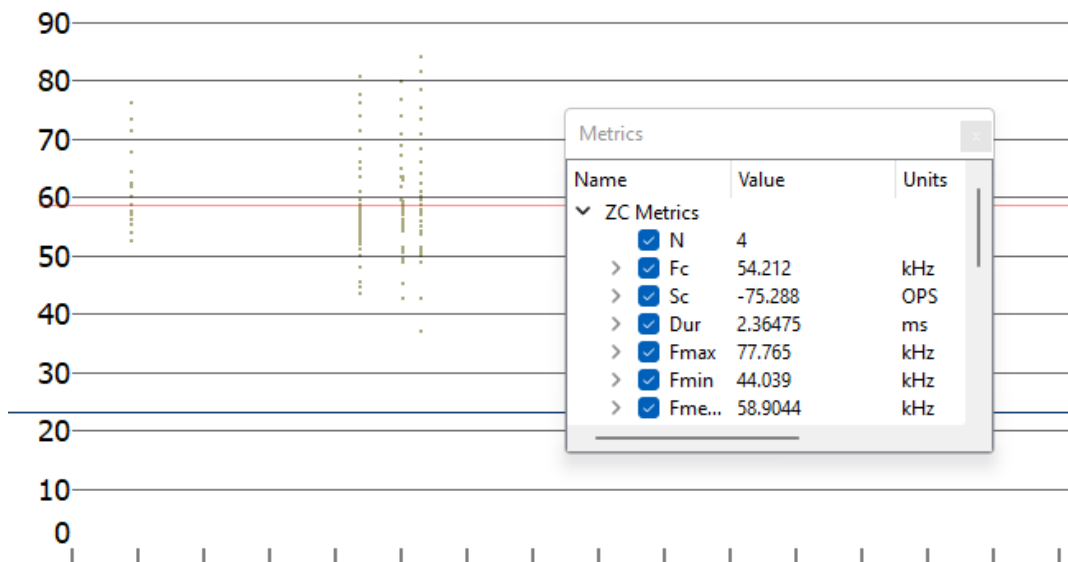 90
80
70
60
50
40
30
20
10
0
Metrics
x
Name Value Units
ZC Metrics
N 4
Fc 54.212 kHz
Sc -75.288 OPS
Dur 2.36475 ms
Fmax 77.765 kHz
Fmin 44.039 kHz
Fme... 58.9044 kHz